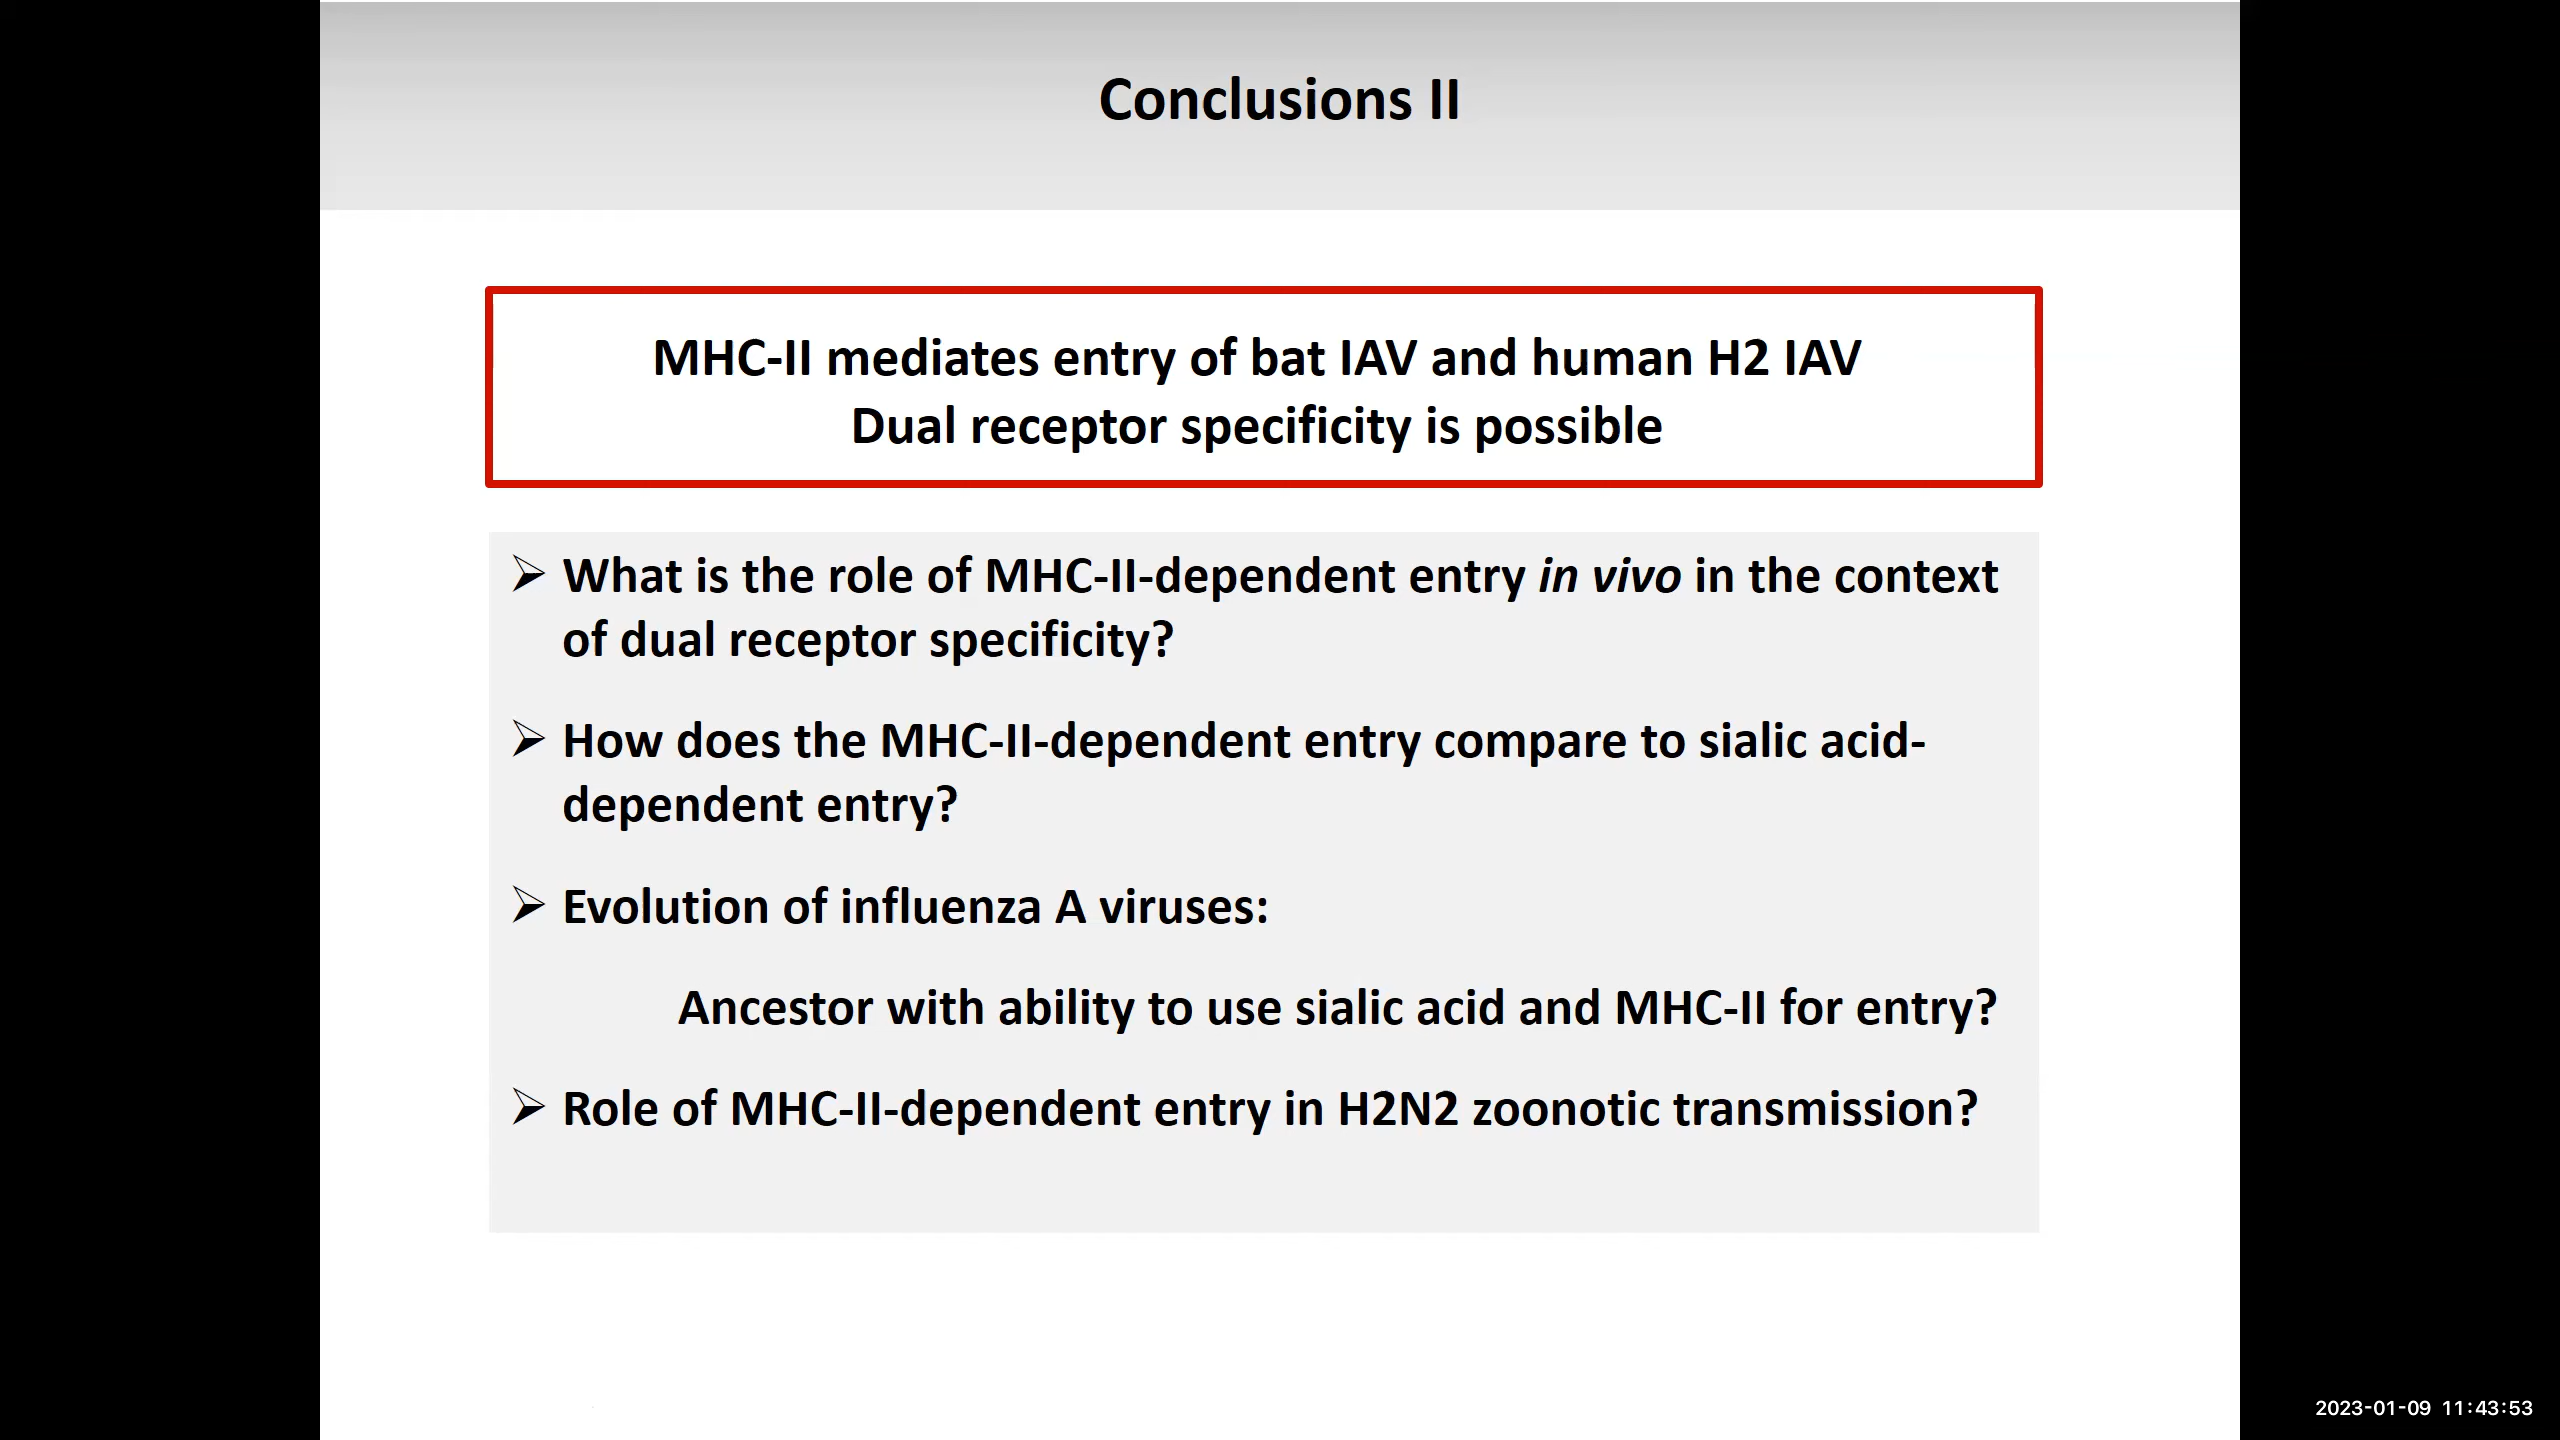 Conclusions II
MHC-II mediates entry of bat IAV and human H2 IAV
Dual receptor specificity is possible
➢ What is the role of MHC-II-dependent entry in vivo in the context
of dual receptor specificity?
➢ How does the MHC-II-dependent entry compare to sialic acid-
dependent entry?
➢ Evolution of influenza A viruses:
Ancestor with ability to use sialic acid and MHC-II for entry?
➢ Role of MHC-II-dependent entry in H2N2 zoonotic transmission?
2023-01-09 11:43:53